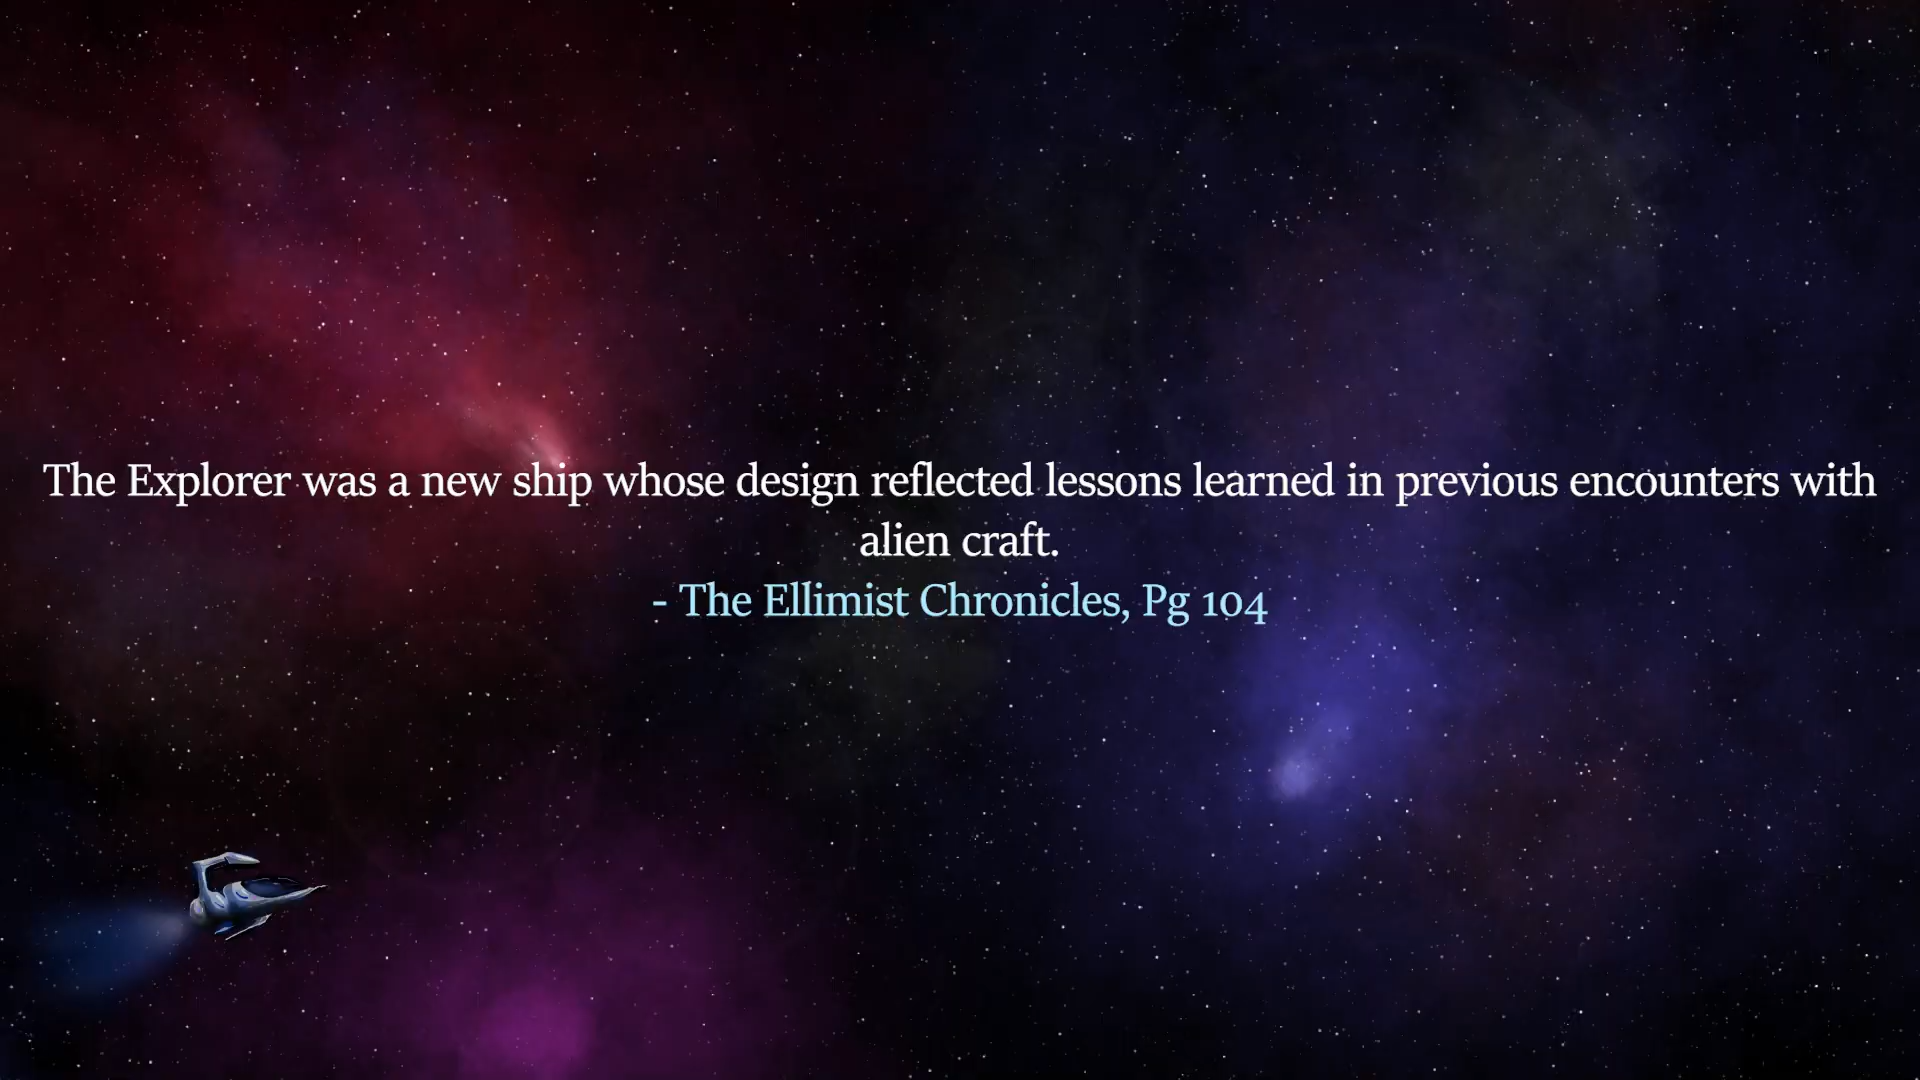 The Explorer was a new ship whose design reflected lessons learned in previous encounters with
alien craft.
- The Ellimist Chronicles, Pg 104